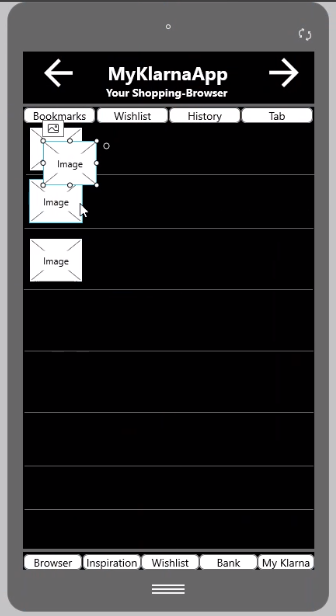 MyKlarnaApp
Your Shopping-Browser
Bookmarks Wishlist History Tab
Image
Image
Image
Browser Inspiration Wishlist Bank My Klarna